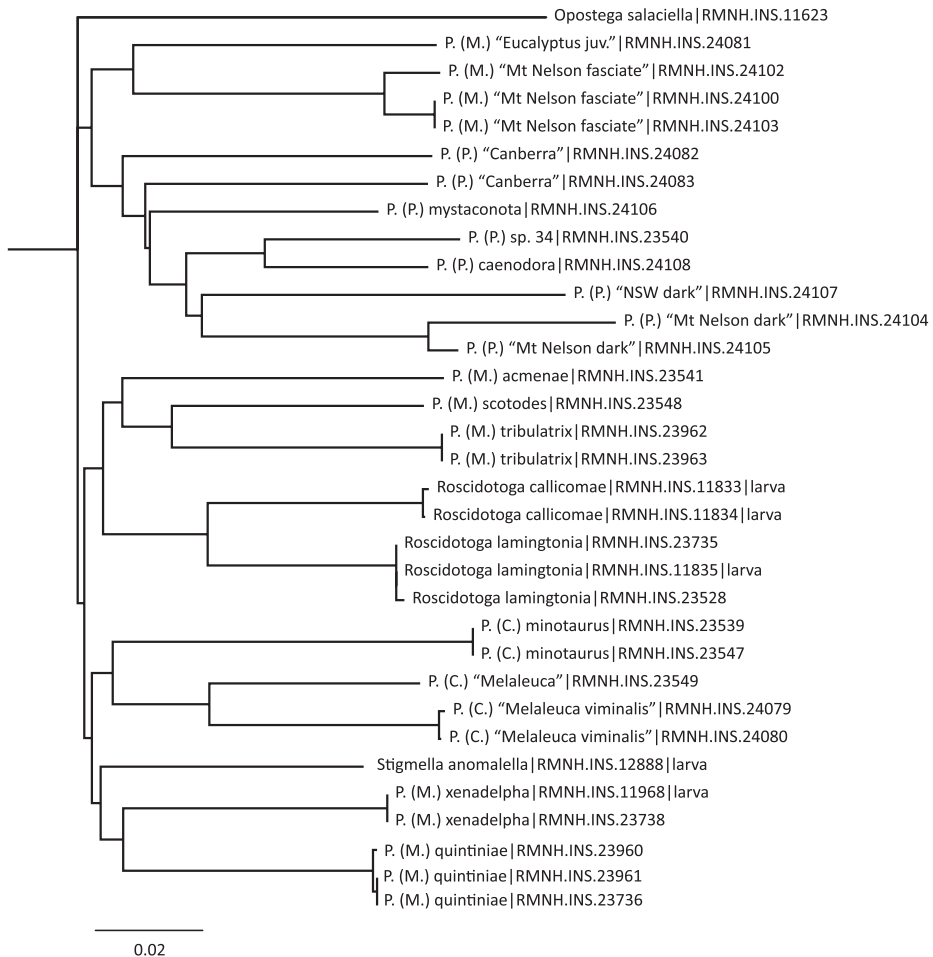 Opostega salaciella|RMNH.INS.11623
P. (M.) “Eucalyptus juv.”|RMNH.INS.24081
P. (M.) “Mt Nelson fasciate”|RMNH.INS.24102
P. (M.) “Mt Nelson fasciate”|RMNH.INS.24100
P. (M.) “Mt Nelson fasciate”|RMNH.INS.24103
P. (P.) “Canberra”|RMNH.INS.24082
P. (P.) “Canberra”|RMNH.INS.24083
P. (P.) mystaconota|RMNH.INS.24106
P. (P.) sp. 34|RMNH.INS.23540
P. (P.) caenodora|RMNH.INS.24108
P. (P.) “NSW dark”|RMNH.INS.24107
P. (P.) “Mt Nelson dark”|RMNH.INS.24104
P. (P.) “Mt Nelson dark”|RMNH.INS.24105
P. (M.) acmenae|RMNH.INS.23541
P. (M.) scotodes|RMNH.INS.23548
P. (M.) tribulatrix|RMNH.INS.23962
P. (M.) tribulatrix|RMNH.INS.23963
Roscidotoga callicomae|RMNH.INS.11833|larva
Roscidotoga callicomae|RMNH.INS.11834|larva
Roscidotoga lamingtonia|RMNH.INS.23735
Roscidotoga lamingtonia|RMNH.INS.11835|larva
Roscidotoga lamingtonia|RMNH.INS.23528
P. (C.) minotaurus|RMNH.INS.23539
P. (C.) minotaurus|RMNH.INS.23547
P. (C.) “Melaleuca”|RMNH.INS.23549
P. (C.) “Melaleuca viminalis”|RMNH.INS.24079
P. (C.) “Melaleuca viminalis”|RMNH.INS.24080
Stigmella anomalella|RMNH.INS.12888|larva
P. (M.) xenadelpha|RMNH.INS.11968|larva
P. (M.) xenadelpha|RMNH.INS.23738
P. (M.) quintiniae|RMNH.INS.23960
P. (M.) quintiniae|RMNH.INS.23961
P. (M.) quintiniae|RMNH.INS.23736
0.02